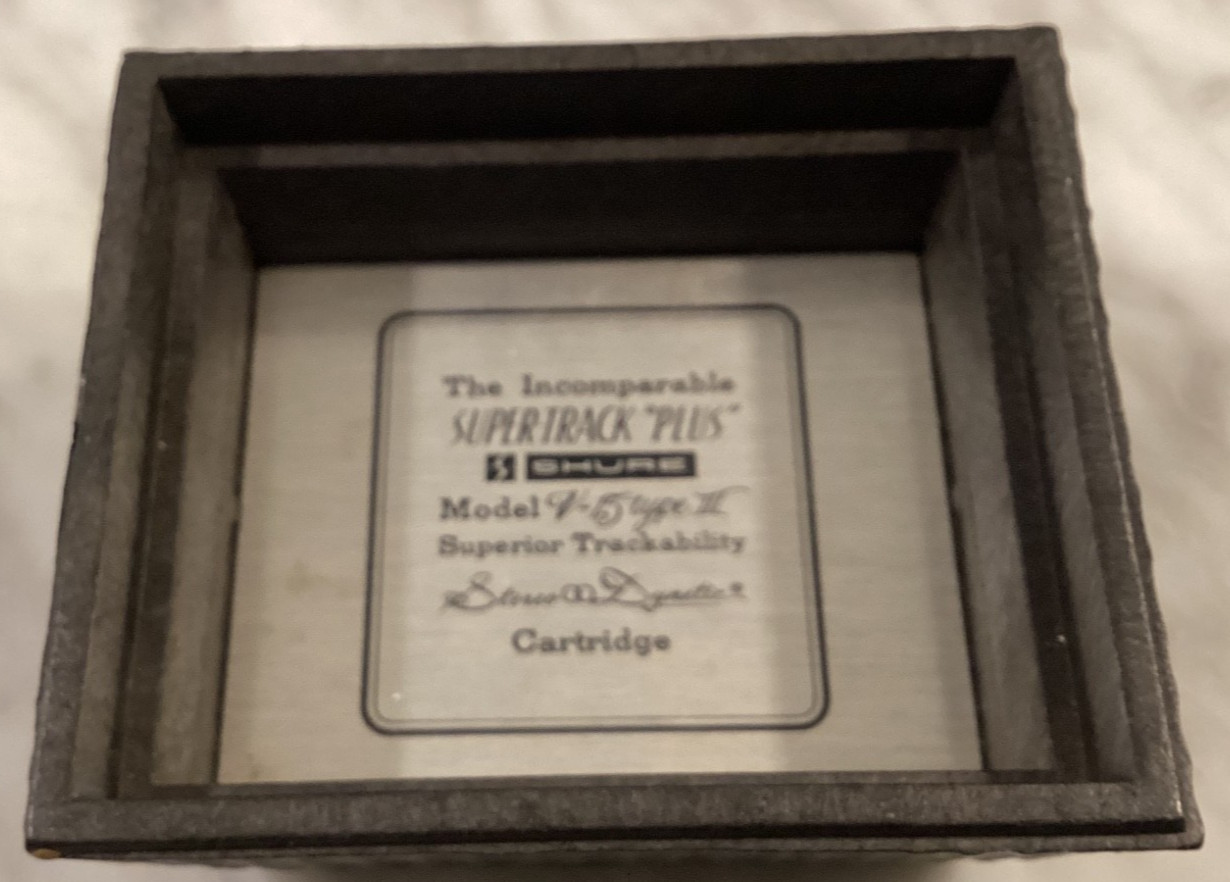 The Incomparable
SUPERTRACK "PLUS"
SHURE
Model V-15 type III
Superior Trackability
Stereo Dynetic®
Cartridge